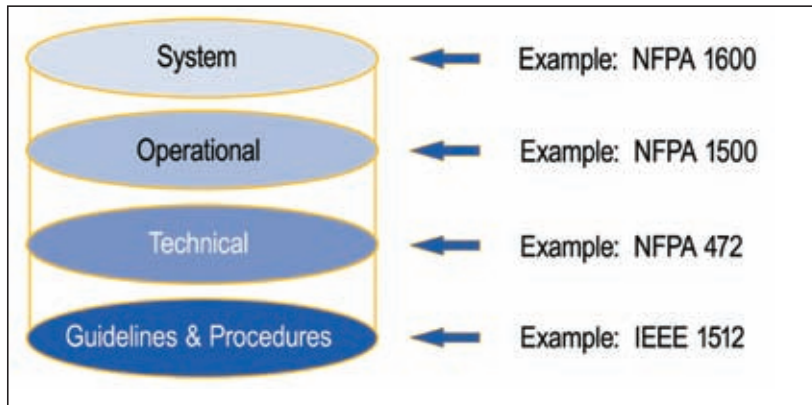 System
Example: NFPA 1600
Operational
Example: NFPA 1500
Technical
Example: NFPA 472
Guidelines & Procedures
Example: IEEE 1512